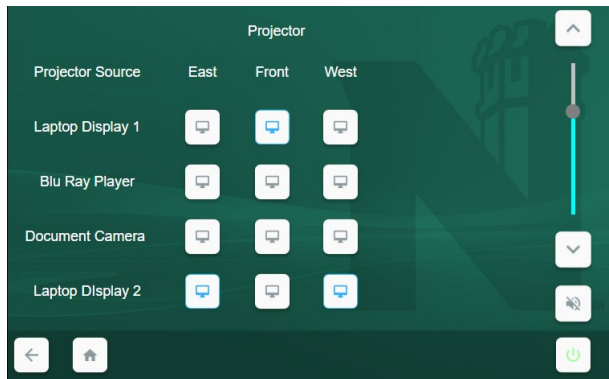 Projector
Projector Source East Front West
Laptop Display 1
Blu Ray Player
Document Camera
Laptop DIsplay 2